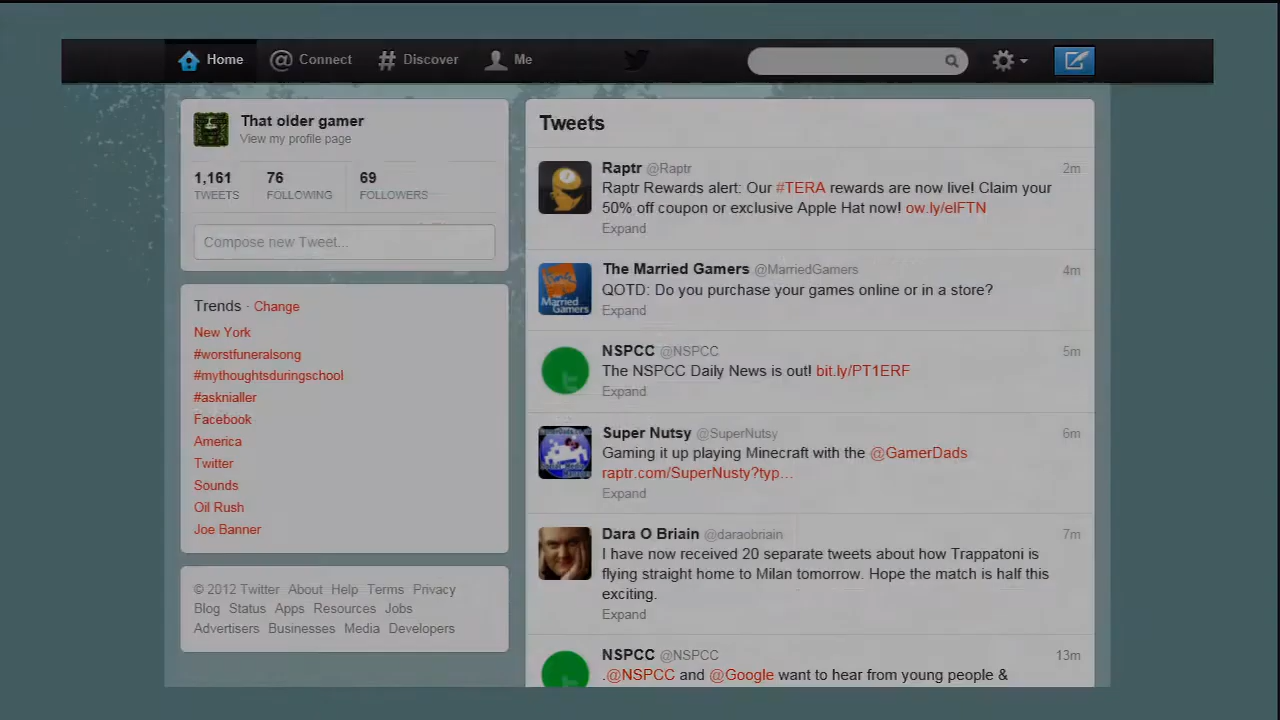 Home Connect Discover Me
That older gamer
View my profile page
1,161 76 69
TWEETS FOLLOWING FOLLOWERS
Compose new Tweet...
Trends · Change
New York
#worstfuneralsong
#mythoughtsduringschool
#asknialler
Facebook
America
Twitter
Sounds
Oil Rush
Joe Banner
© 2012 Twitter About Help Terms Privacy
Blog Status Apps Resources Jobs
Advertisers Businesses Media Developers
Tweets
Raptr @Raptr 2m
Raptr Rewards alert: Our #TERA rewards are now live! Claim your
50% off coupon or exclusive Apple Hat now! ow.ly/eIFTN
Expand
The Married Gamers @MarriedGamers 4m
QOTD: Do you purchase your games online or in a store?
Expand
Married
Gamers
NSPCC @NSPCC 5m
The NSPCC Daily News is out! bit.ly/PT1ERF
Expand
Super Nutsy @SuperNutsy 6m
Gaming it up playing Minecraft with the @GamerDads
raptr.com/SuperNusty?typ...
Expand
Dara O Briain @daraobriain 7m
I have now received 20 separate tweets about how Trappatoni is
flying straight home to Milan tomorrow. Hope the match is half this
exciting.
Expand
NSPCC @NSPCC 13m
.@NSPCC and @Google want to hear from young people &